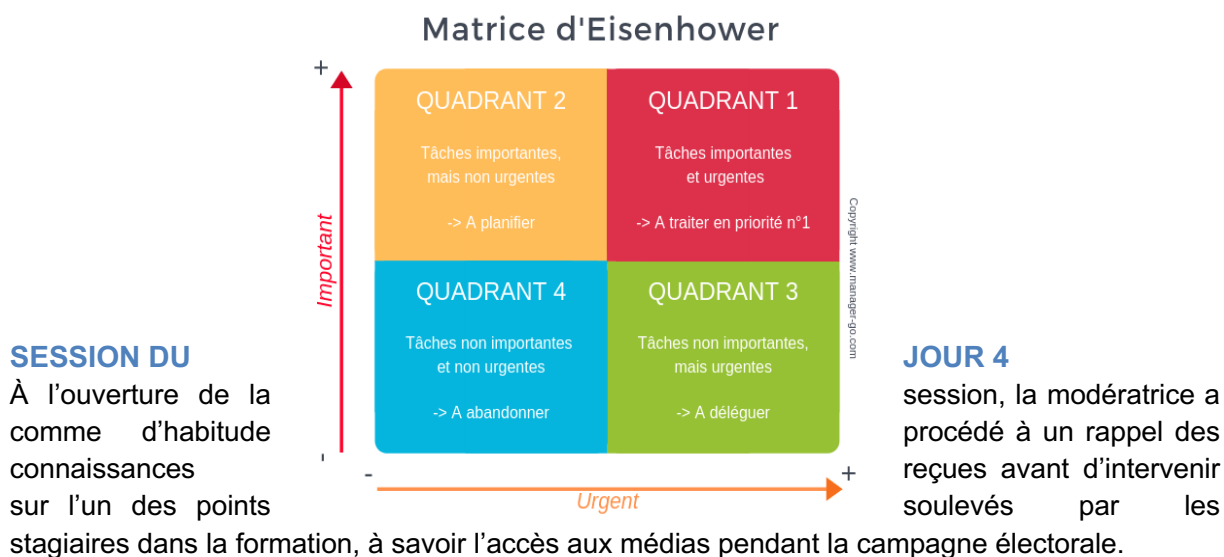 Matrice d'Eisenhower
+
QUADRANT 2
Tâches importantes,
mais non urgentes
-> A planifier
QUADRANT 1
Tâches importantes
et urgentes
-> A traiter en priorité n°1
Important
Copyright www.manager-go.com
QUADRANT 4
Tâches non importantes
et non urgentes
-> A abandonner
QUADRANT 3
Tâches non importantes,
mais urgentes
-> A déléguer
-
-
+
Urgent
SESSION DU JOUR 4
À l’ouverture de la session, la modératrice a
comme d’habitude procédé à un rappel des
connaissances reçues avant d’intervenir
sur l’un des points soulevés par les
stagiaires dans la formation, à savoir l’accès aux médias pendant la campagne électorale.